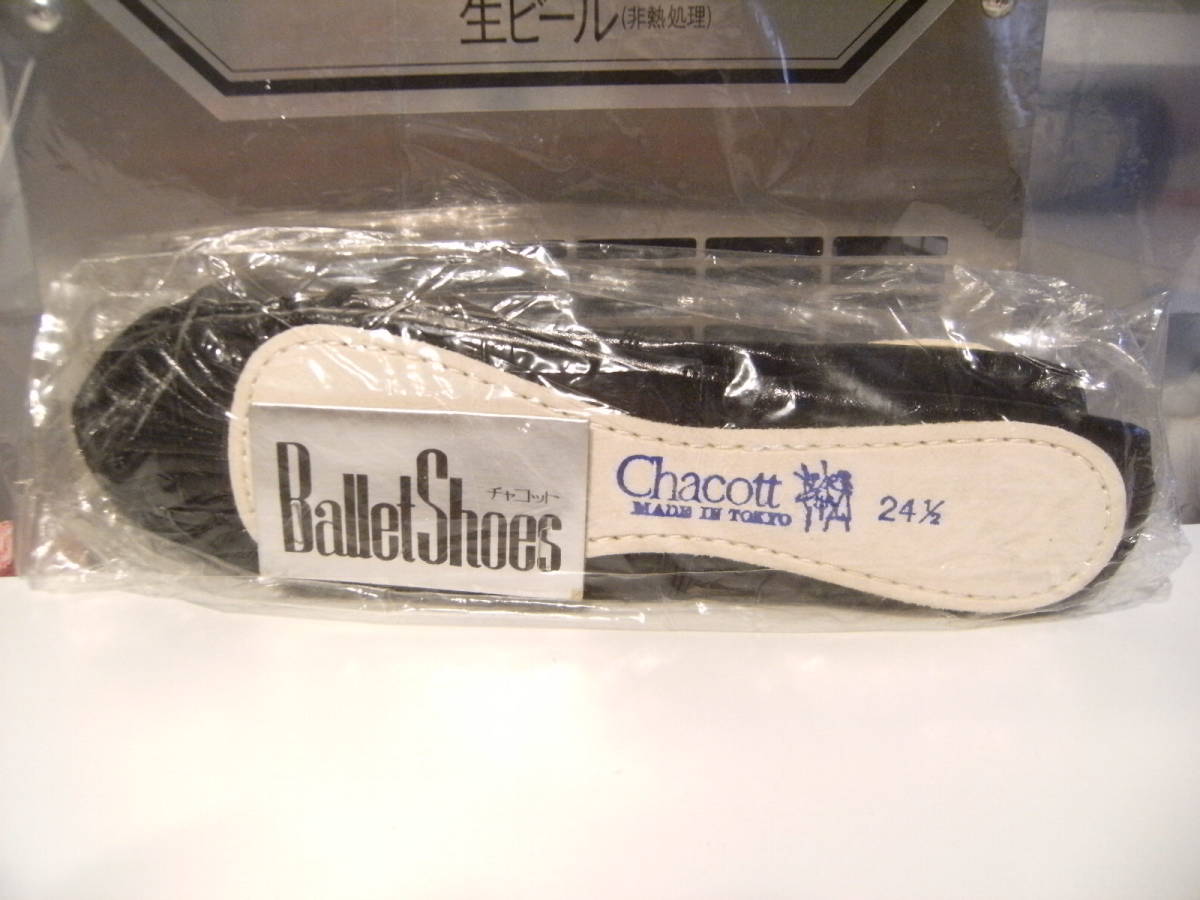 生ビール(非熱処理)
チャコット
BalletShoes
Chacott
MADE IN TOKYO
24½